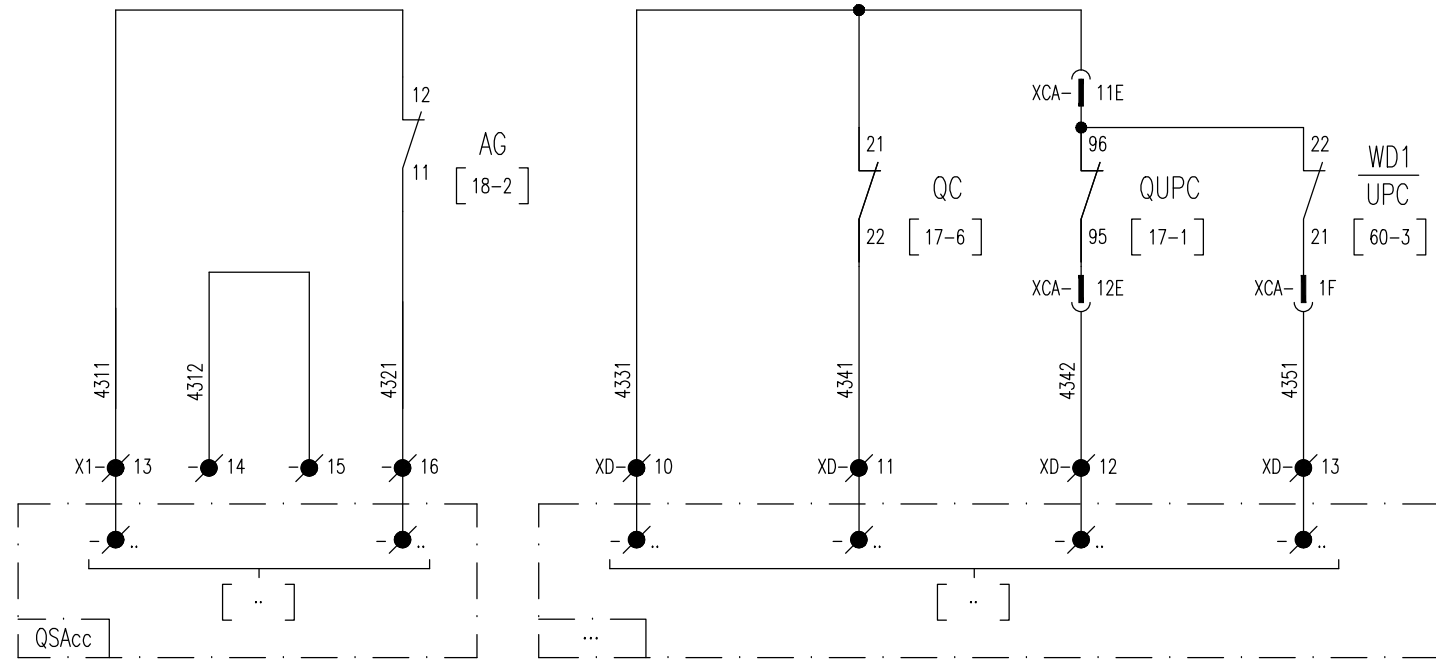 12
11
AG
[18-2]
XCA- 11E
21
22
QC
[17-6]
96
95
QUPC
[17-1]
22
21
WD1
UPC
[60-3]
XCA- 12E
XCA- 1F
4311
4312
4321
4331
4341
4342
4351
X1- 13
- 14
- 15
- 16
XD- 10
XD- 11
XD- 12
XD- 13
- ..
- ..
- ..
- ..
- ..
- ..
[ .. ]
[ .. ]
QSAcc
...